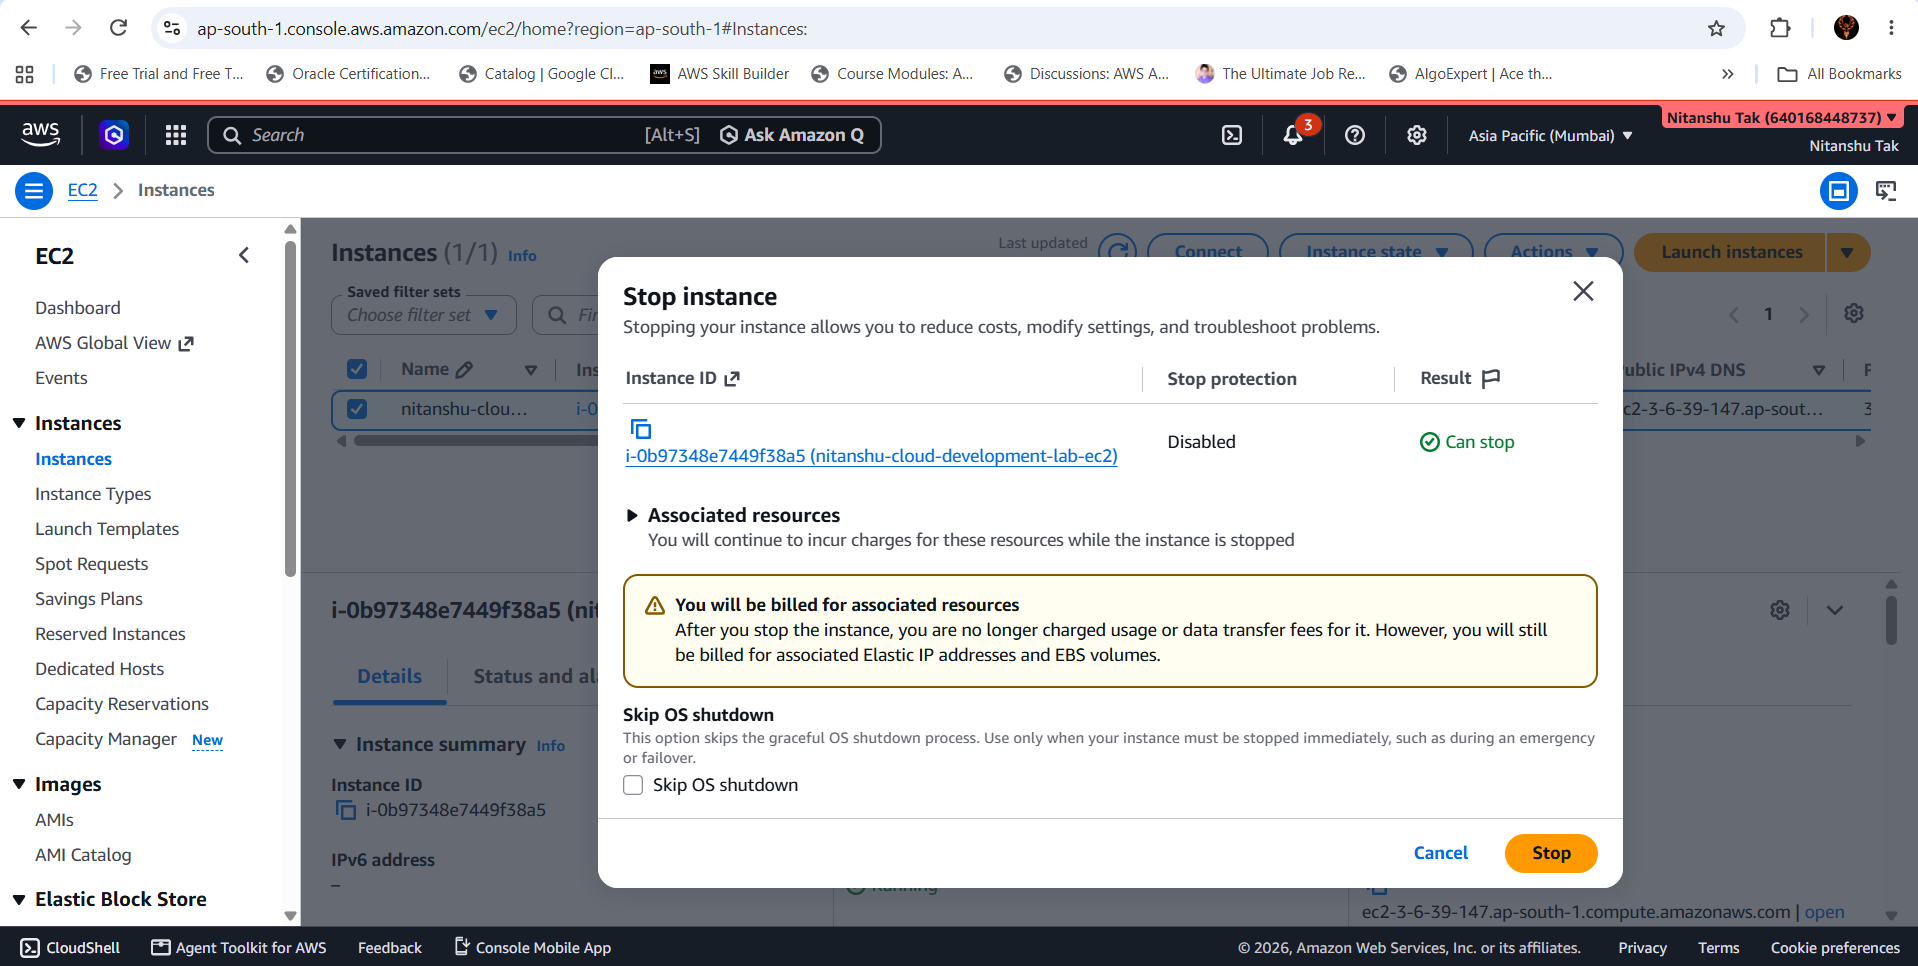 ap-south-1.console.aws.amazon.com/ec2/home?region=ap-south-1#Instances:
Free Trial and Free T...
Oracle Certification...
Catalog | Google Cl...
aws
AWS Skill Builder
Course Modules: A...
Discussions: AWS A...
The Ultimate Job Re...
AlgoExpert | Ace th...
»
All Bookmarks
aws
Search
[Alt+S]
Ask Amazon Q
3
Asia Pacific (Mumbai)
Nitanshu Tak (640168448737)
Nitanshu Tak
EC2
Instances
EC2
Dashboard
AWS Global View
Events
Instances
Instances
Instance Types
Launch Templates
Spot Requests
Savings Plans
Reserved Instances
Dedicated Hosts
Capacity Reservations
Capacity Manager New
Images
AMIs
AMI Catalog
Elastic Block Store
Instances (1/1) Info
Last updated
Connect
Instance state
Actions
Launch instances
Saved filter sets
Choose filter set
1
Name
nitanshu-clou...
i-0
ublic IPv4 DNS
c2-3-6-39-147.ap-sout...
3
i-0b97348e7449f38a5 (nit
Details
Status and al
Instance summary Info
Instance ID
i-0b97348e7449f38a5
IPv6 address
–
Running
ec2-3-6-39-147.ap-south-1.compute.amazonaws.com | open
Stop instance
Stopping your instance allows you to reduce costs, modify settings, and troubleshoot problems.
Instance ID
Stop protection
Result
i-0b97348e7449f38a5 (nitanshu-cloud-development-lab-ec2)
Disabled
Can stop
Associated resources
You will continue to incur charges for these resources while the instance is stopped
You will be billed for associated resources
After you stop the instance, you are no longer charged usage or data transfer fees for it. However, you will still
be billed for associated Elastic IP addresses and EBS volumes.
Skip OS shutdown
This option skips the graceful OS shutdown process. Use only when your instance must be stopped immediately, such as during an emergency
or failover.
Skip OS shutdown
Cancel
Stop
CloudShell
Agent Toolkit for AWS
Feedback
Console Mobile App
© 2026, Amazon Web Services, Inc. or its affiliates.
Privacy
Terms
Cookie preferences